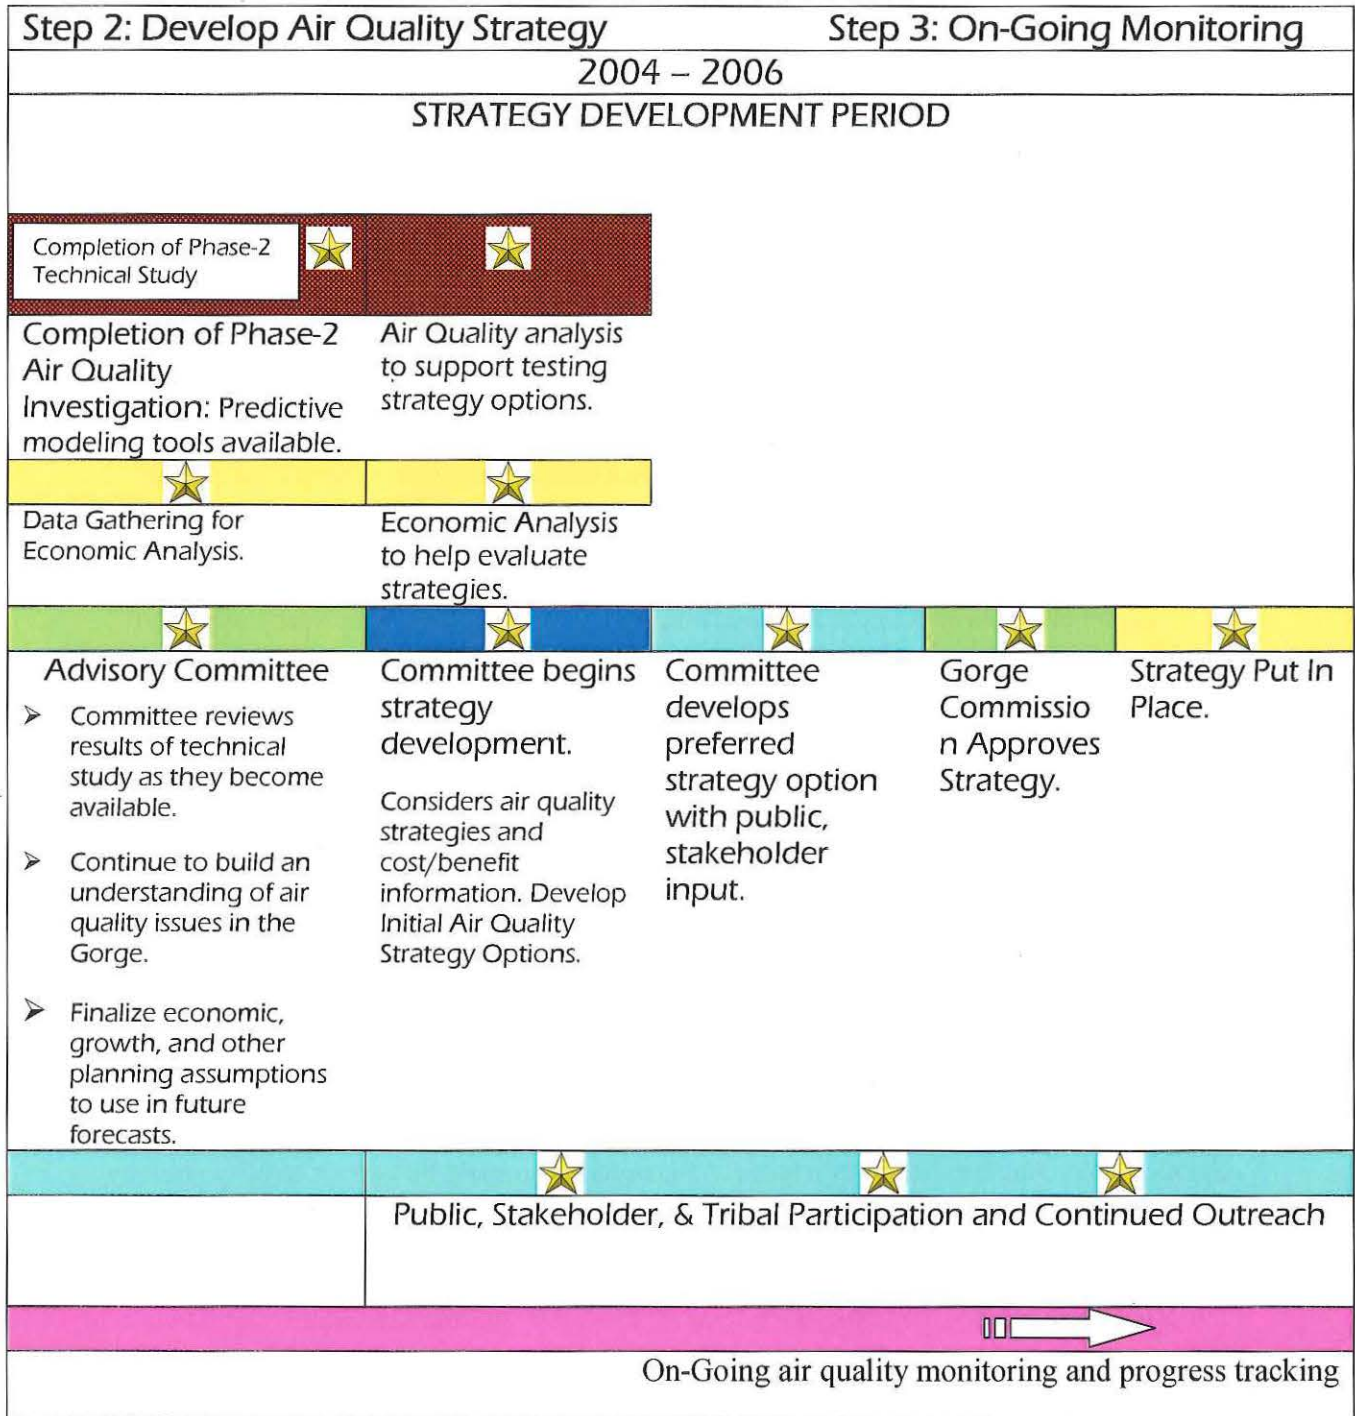 Step 2: Develop Air Quality Strategy Step 3: On-Going Monitoring
2004 – 2006
STRATEGY DEVELOPMENT PERIOD
Completion of Phase-2
Technical Study
Completion of Phase-2
Air Quality
Investigation: Predictive
modeling tools available.
Air Quality analysis
to support testing
strategy options.
Data Gathering for
Economic Analysis.
Economic Analysis
to help evaluate
strategies.
Advisory Committee
➢ Committee reviews
results of technical
study as they become
available.
➢ Continue to build an
understanding of air
quality issues in the
Gorge.
➢ Finalize economic,
growth, and other
planning assumptions
to use in future
forecasts.
Committee begins
strategy
development.
Considers air quality
strategies and
cost/benefit
information. Develop
Initial Air Quality
Strategy Options.
Committee
develops
preferred
strategy option
with public,
stakeholder
input.
Gorge
Commissio
n Approves
Strategy.
Strategy Put In
Place.
Public, Stakeholder, & Tribal Participation and Continued Outreach
On-Going air quality monitoring and progress tracking